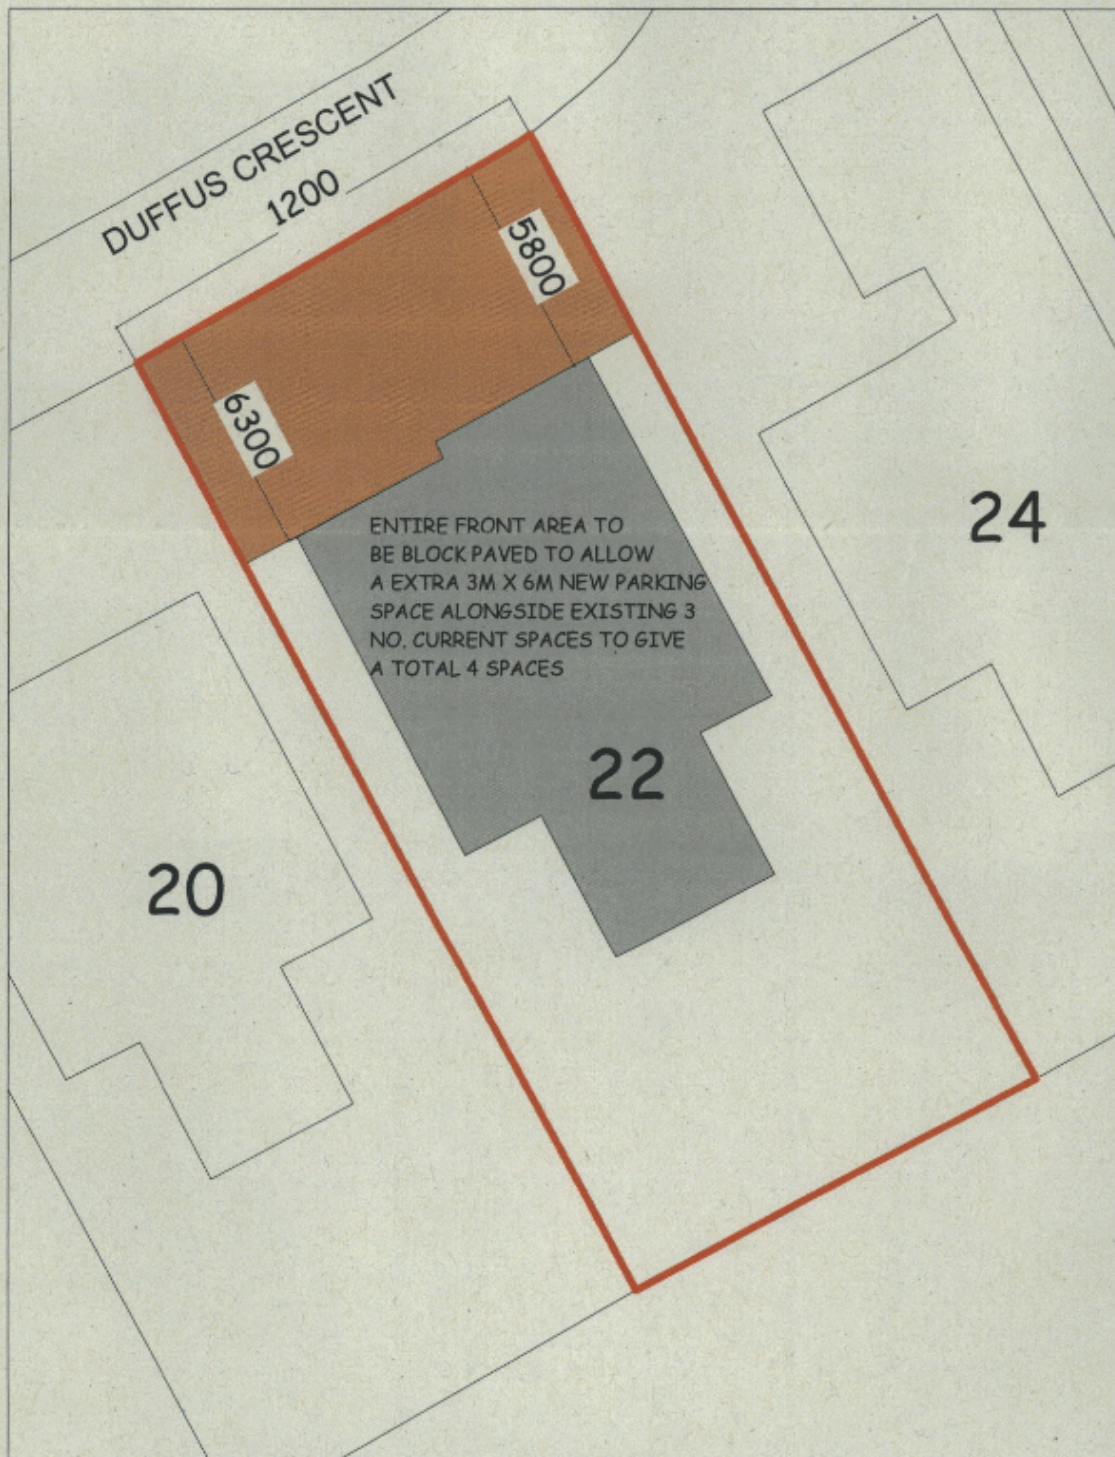 DUFFUS CRESCENT
1200
5800
6300
ENTIRE FRONT AREA TO
BE BLOCK PAVED TO ALLOW
A EXTRA 3M X 6M NEW PARKING
SPACE ALONGSIDE EXISTING 3
NO. CURRENT SPACES TO GIVE
A TOTAL 4 SPACES
24
22
20